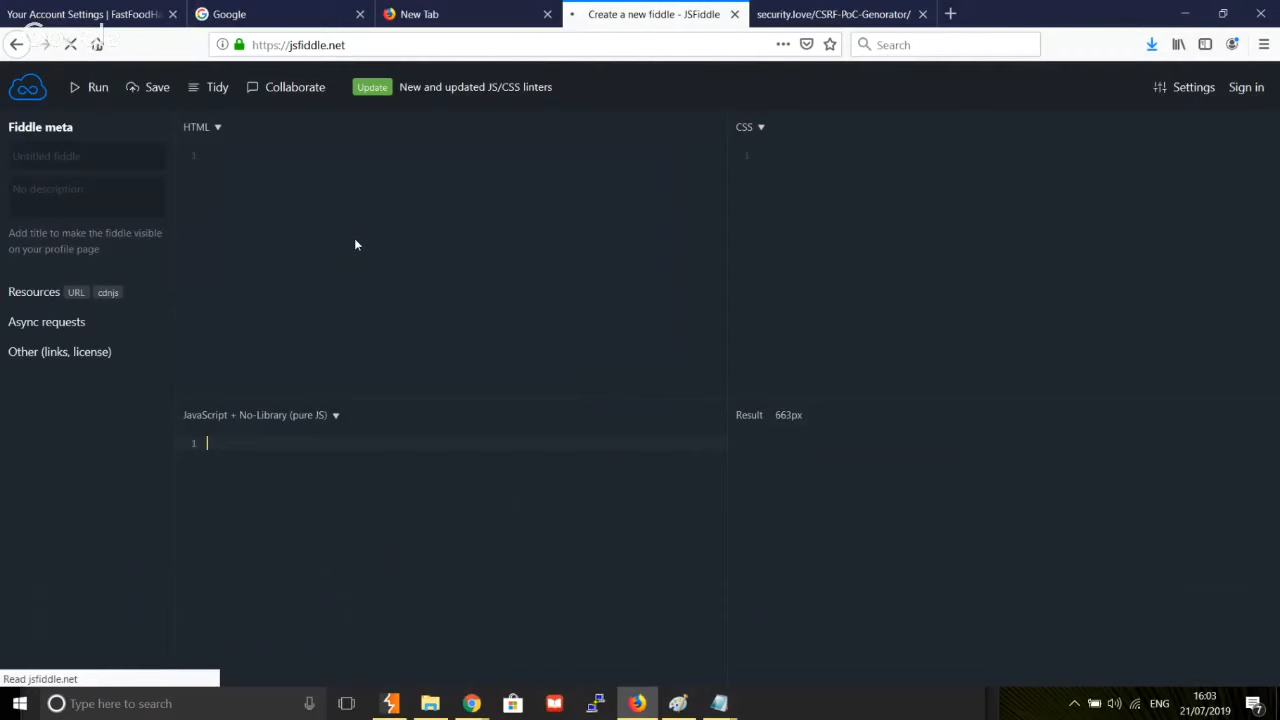 Your Account Settings | FastFoodHa
Google
New Tab
Create a new fiddle - JSFiddle
security.love/CSRF-PoC-Genorator/
https://jsfiddle.net
Search
Run
Save
Tidy
Collaborate
Update
New and updated JS/CSS linters
Settings
Sign in
Fiddle meta
Untitled fiddle
No description
Add title to make the fiddle visible
on your profile page
Resources URL cdnjs
Async requests
Other (links, license)
HTML
1
CSS
1
JavaScript + No-Library (pure JS)
1
Result 663px
Read jsfiddle.net
Type here to search
ENG
16:03
21/07/2019
7